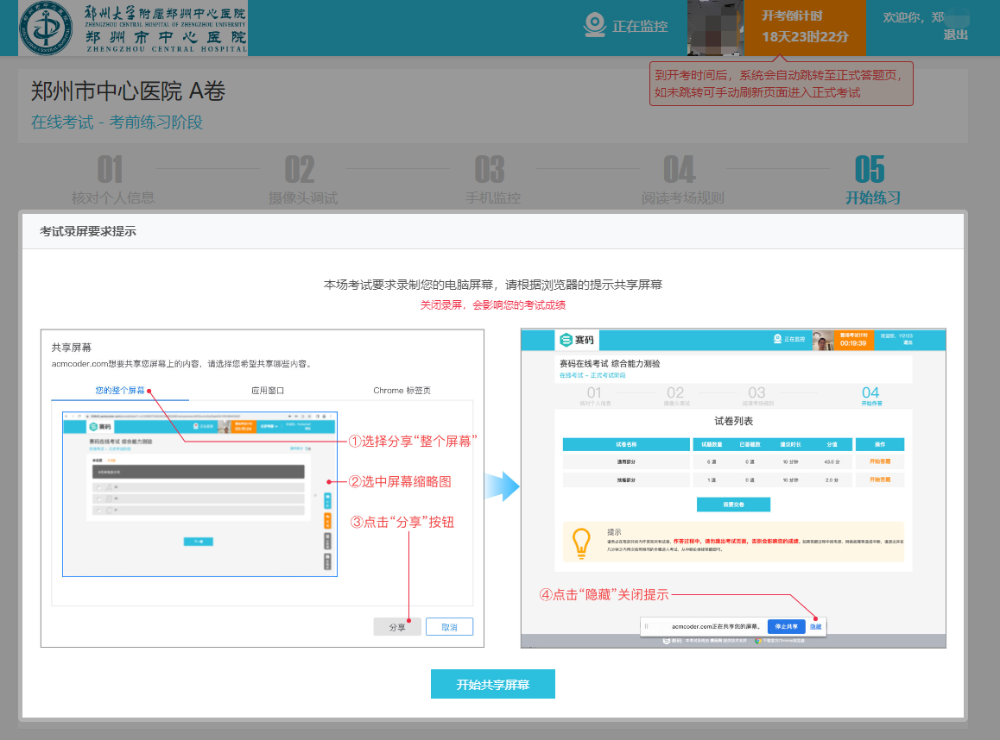 郑州大学附属郑州中心医院
ZHENGZHOU CENTRAL HOSPITAL OF ZHENGZHOU UNIVERSITY
郑州市中心医院
ZHENGZHOU CENTRAL HOSPITAL
正在监控
开考倒计时
18天23时22分
欢迎你，郑
退出
到开考时间后，系统会自动跳转至正式答题页，
如未跳转可手动刷新页面进入正式考试
郑州市中心医院 A卷
在线考试 - 考前练习阶段
01
02
03
04
05
核对个人信息
摄像头调试
手机监控
阅读考场规则
开始练习
考试录屏要求提示
本场考试要求录制您的电脑屏幕，请根据浏览器的提示共享屏幕
关闭录屏，会影响您的考试成绩
共享屏幕
acmcoder.com想要共享您屏幕上的内容，请选择您希望共享哪些内容。
您的整个屏幕
应用窗口
Chrome 标签页
赛码
赛码在线考试 综合能力测验
①选择分享“整个屏幕”
②选中屏幕缩略图
③点击“分享”按钮
分享
取消
赛码
正在监控
整场考试计时
00:19:39
退出
赛码在线考试 综合能力测验
在线考试 - 正式考试阶段
01
02
03
04
核对个人信息
摄像头调试
阅读考场规则
开始作答
试卷列表
试卷名称
试题数量
已答题数
建议时长
分值
操作
通用部分
6 道
0 道
10 分钟
43.0 分
开始答题
技能部分
1 道
0 道
10 分钟
2.0 分
开始答题
我要交卷
提示
作答过程中，请勿跳出考试页面，否则会影响您的成绩。
④点击“隐藏”关闭提示
acmcoder.com正在共享您的屏幕。
停止共享
隐藏
开始共享屏幕